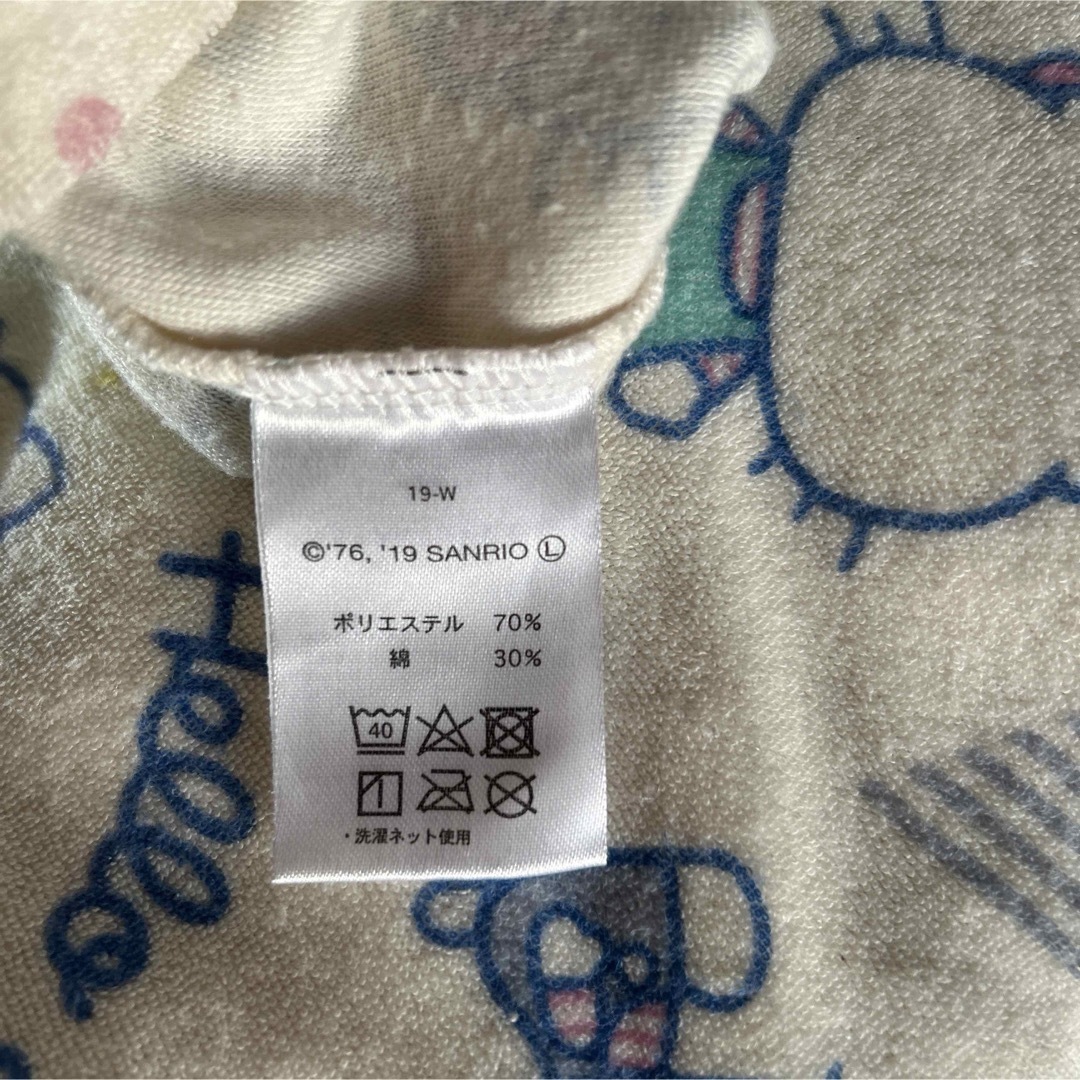 19-W
©'76, '19 SANRIO Ⓛ
ポリエステル 70%
綿 30%
40
・洗濯ネット使用
Hello